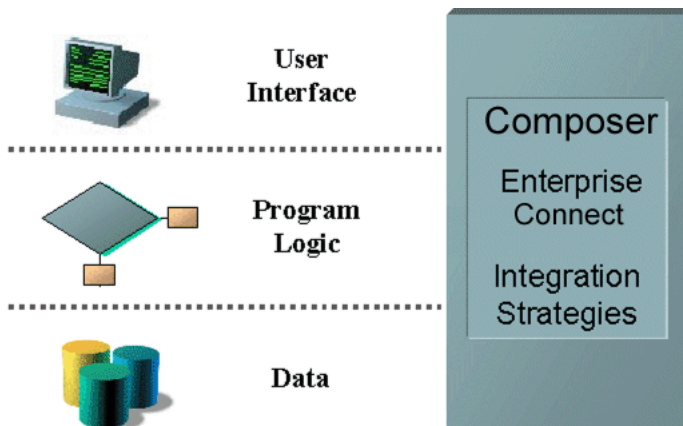 User
Interface
Program
Logic
Data
Composer
Enterprise
Connect
Integration
Strategies